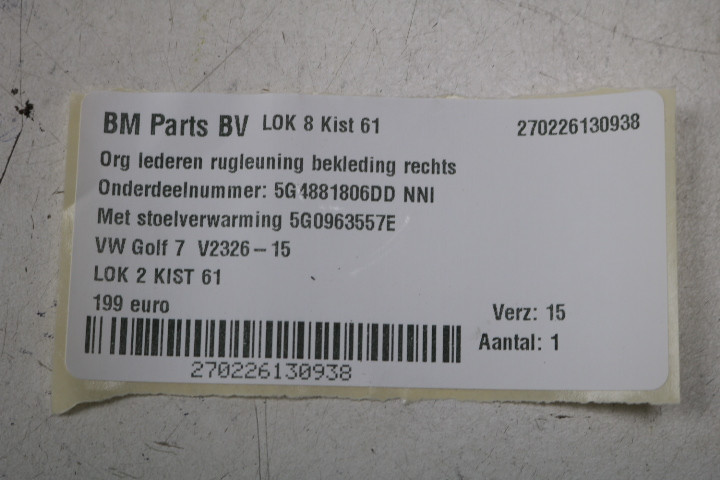 BM Parts BV LOK 8 Kist 61 270226130938
Org lederen rugleuning bekleding rechts
Onderdeelnummer: 5G4881806DD NNI
Met stoelverwarming 5G0963557E
VW Golf 7 V2326-15
LOK 2 KIST 61
199 euro
Verz: 15
Aantal: 1
270226130938